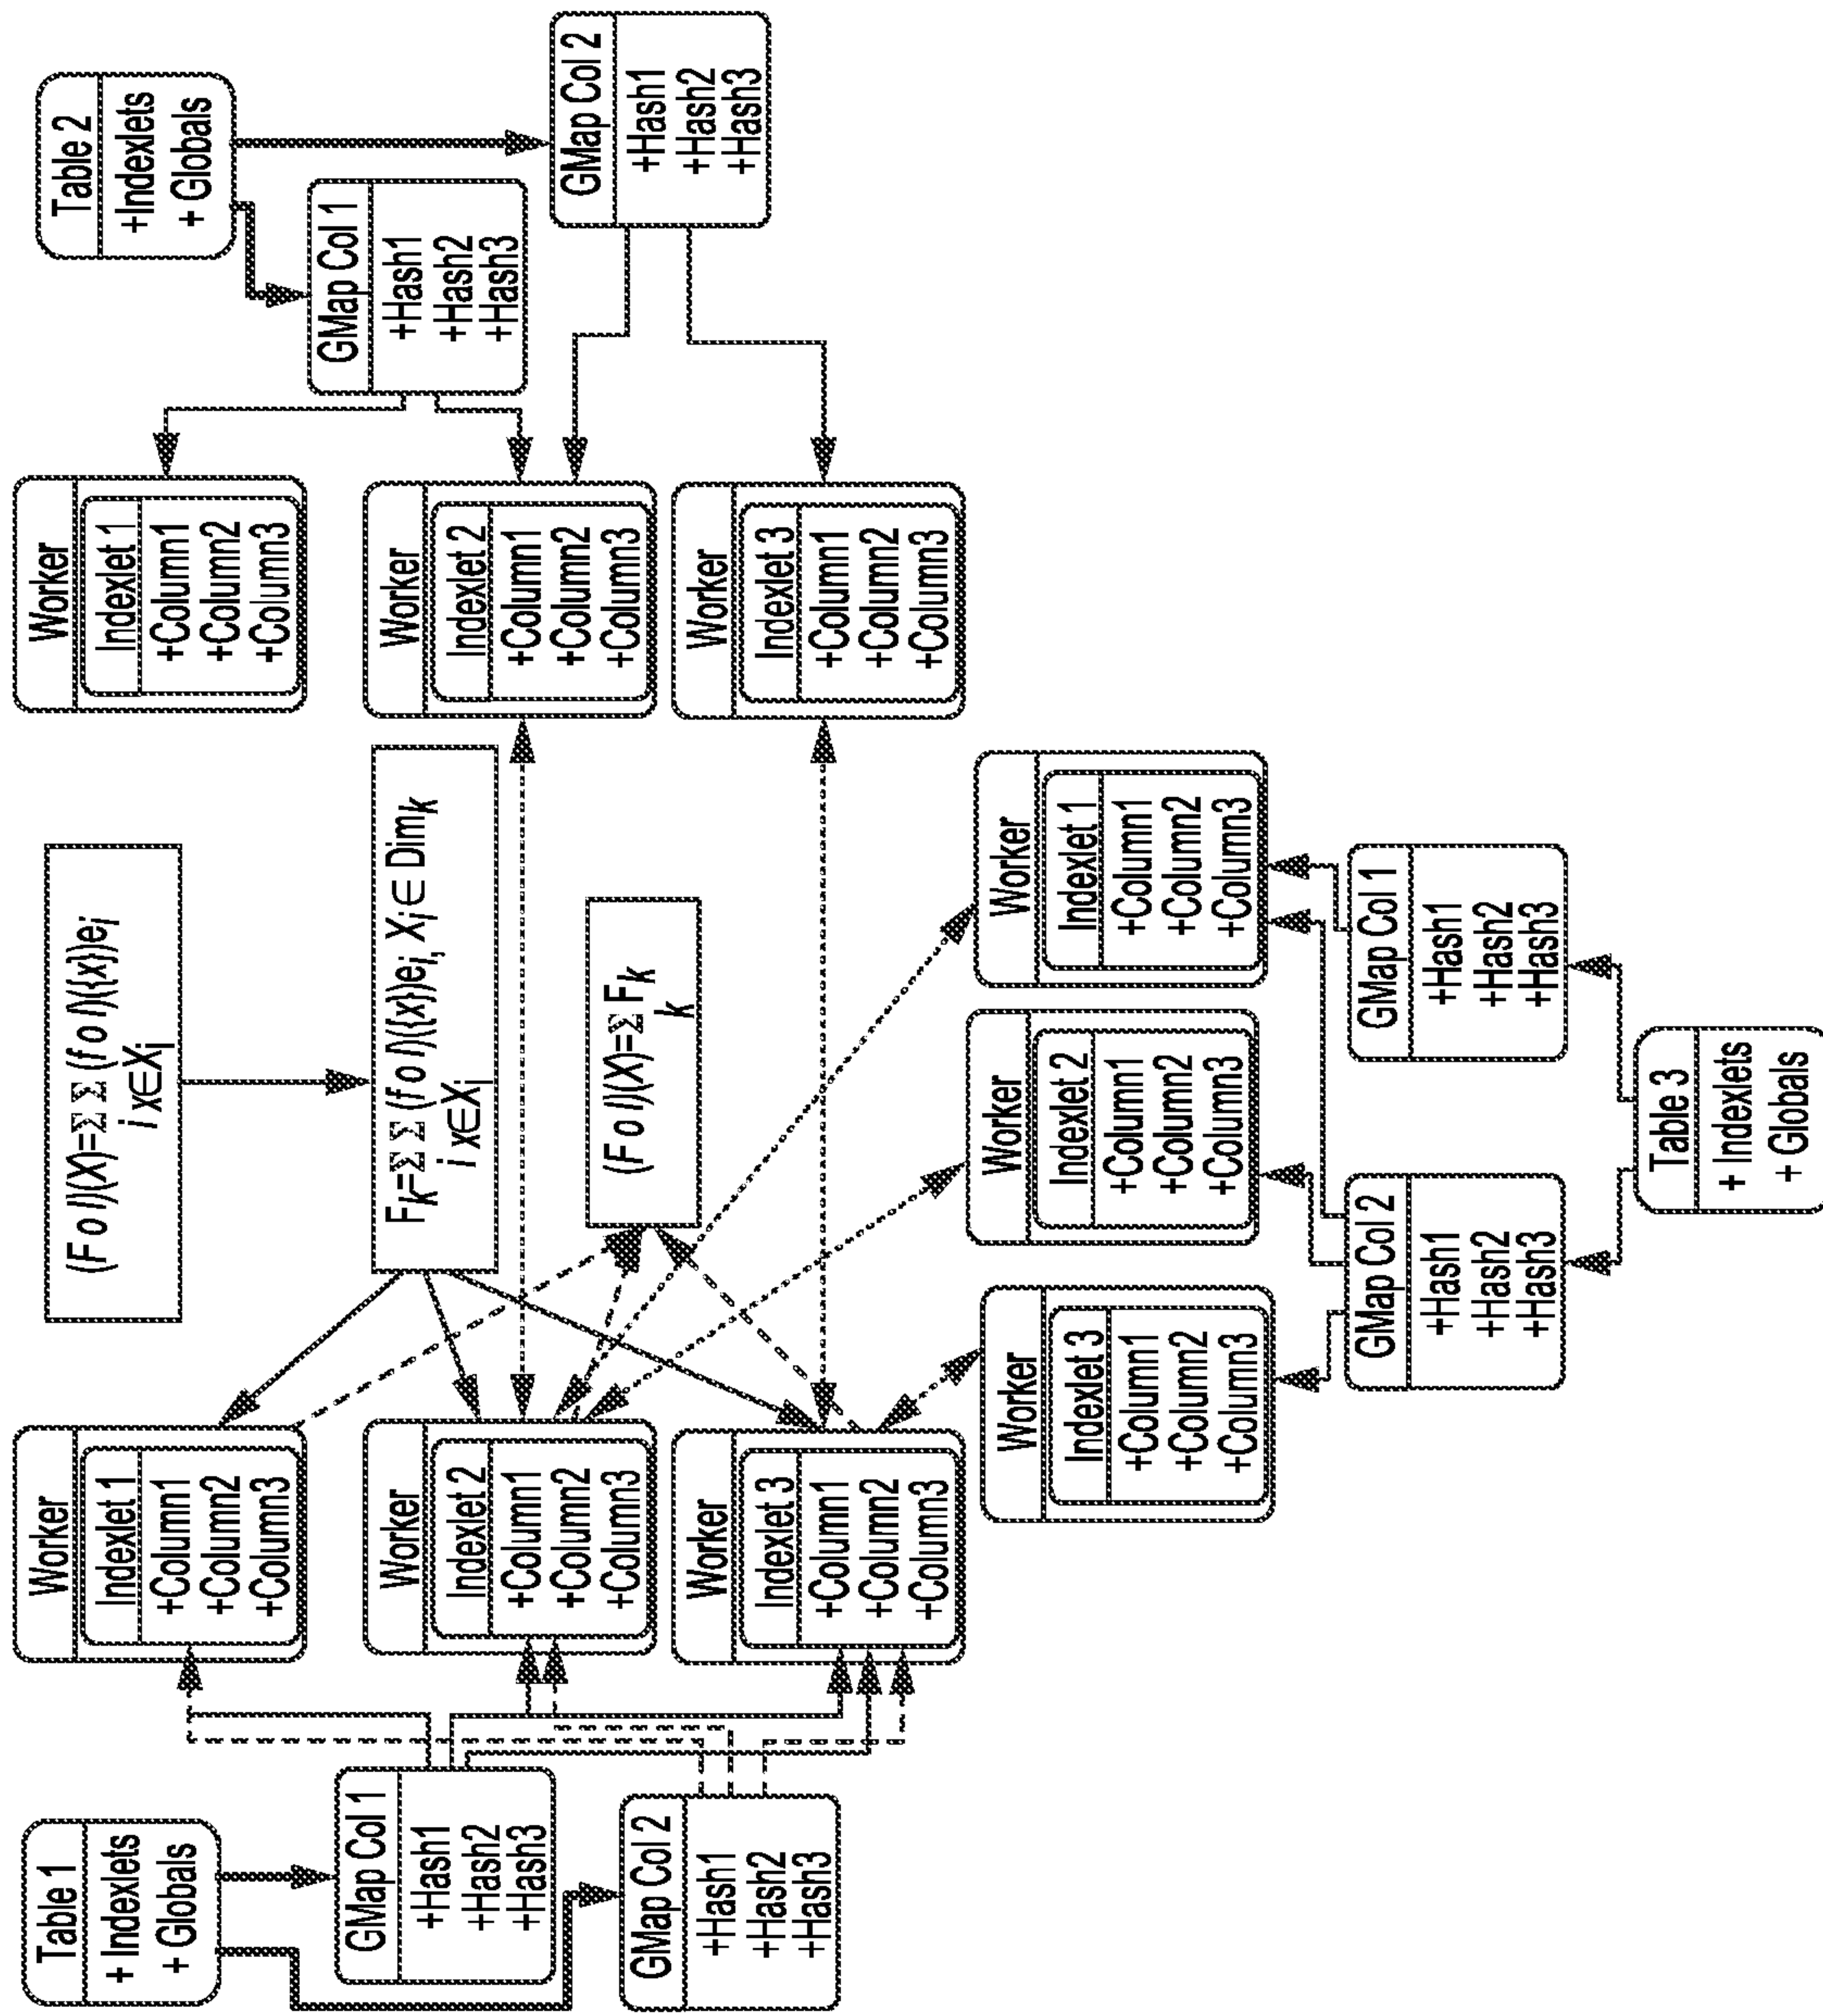 Table 1
+ Indexlets
+ Globals
GMap Col 1
+Hash1
+Hash2
+Hash3
GMap Col 2
+Hash1
+Hash2
+Hash3
Worker
Indexlet 1
+Column1
+Column2
+Column3
Worker
Indexlet 2
+Column1
+Column2
+Column3
Worker
Indexlet 3
+Column1
+Column2
+Column3
(F o I)(X)=Σ Σ (f o I)({x})e_i
i x∈X_i
F_k=Σ Σ (f o I)({x})e_i, X_i∈ Dim_k
i x∈X_i
(F o I)(X)=Σ F_k
k
Worker
Indexlet 1
+Column1
+Column2
+Column3
Worker
Indexlet 2
+Column1
+Column2
+Column3
Worker
Indexlet 3
+Column1
+Column2
+Column3
Table 2
+Indexlets
+ Globals
GMap Col 1
+Hash1
+Hash2
+Hash3
GMap Col 2
+Hash1
+Hash2
+Hash3
Worker
Indexlet 3
+Column1
+Column2
+Column3
Worker
Indexlet 2
+Column1
+Column2
+Column3
Worker
Indexlet 1
+Column1
+Column2
+Column3
GMap Col 2
+Hash1
+Hash2
+Hash3
GMap Col 1
+Hash1
+Hash2
+Hash3
Table 3
+ Indexlets
+ Globals